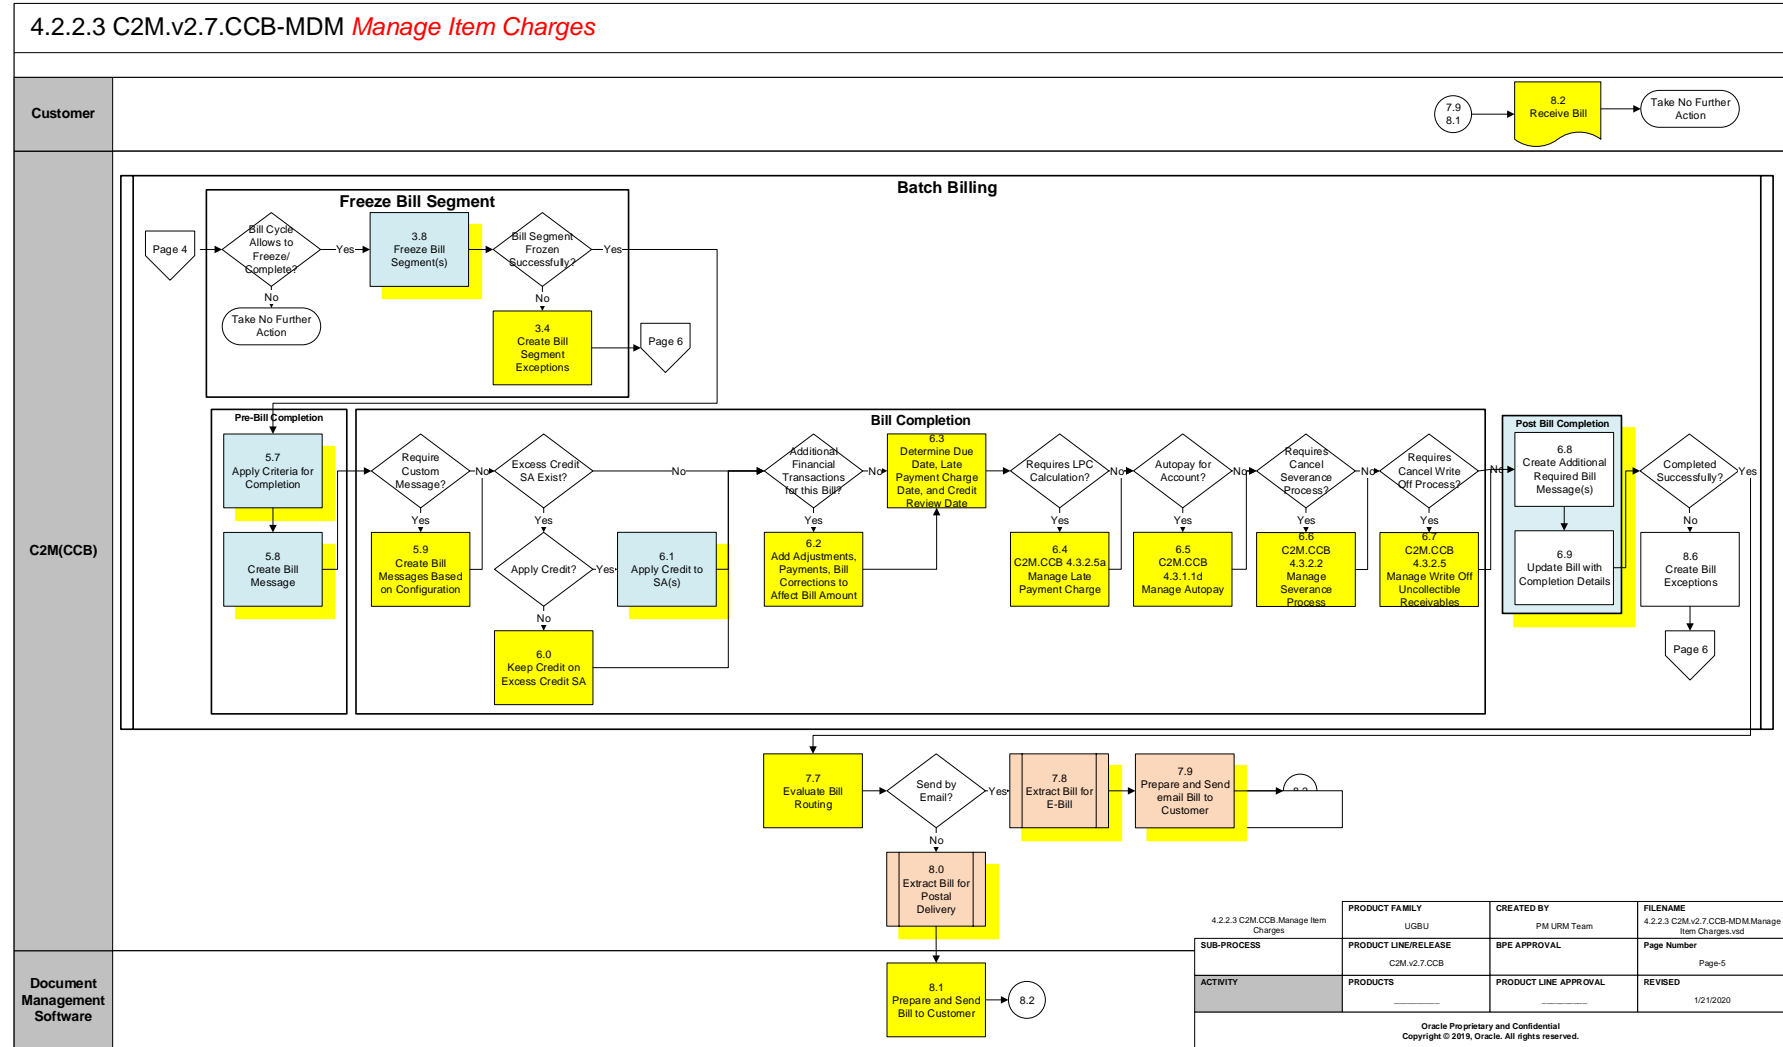 4.2.2.3 C2M.v2.7.CCB-MDM Manage Item Charges
Customer
7.9
8.1
8.2
Receive Bill
Take No Further
Action
C2M(CCB)
Batch Billing
Freeze Bill Segment
Page 4
Bill Cycle
Allows to
Freeze/
Complete?
Yes
No
Take No Further
Action
3.8
Freeze Bill
Segment(s)
Bill Segment
Frozen
Successfully?
Yes
No
3.4
Create Bill
Segment
Exceptions
Page 6
Pre-Bill Completion
5.7
Apply Criteria for
Completion
5.8
Create Bill
Message
Bill Completion
Require
Custom
Message?
No
Yes
5.9
Create Bill
Messages Based
on Configuration
Excess Credit
SA Exist?
No
Yes
Apply Credit?
Yes
No
6.1
Apply Credit to
SA(s)
6.0
Keep Credit on
Excess Credit SA
Additional
Financial
Transactions
for this Bill?
No
Yes
6.2
Add Adjustments,
Payments, Bill
Corrections to
Affect Bill Amount
6.3
Determine Due
Date, Late
Payment Charge
Date, and Credit
Review Date
Requires LPC
Calculation?
No
Yes
6.4
C2M.CCB 4.3.2.5a
Manage Late
Payment Charge
Autopay for
Account?
No
Yes
6.5
C2M.CCB
4.3.1.1d
Manage Autopay
Requires
Cancel
Severance
Process?
No
Yes
6.6
C2M.CCB
4.3.2.2
Manage
Severance
Process
Requires
Cancel Write
Off Process?
No
Yes
6.7
C2M.CCB
4.3.2.5
Manage Write Off
Uncollectible
Receivables
Post Bill Completion
6.8
Create Additional
Required Bill
Message(s)
6.9
Update Bill with
Completion Details
Completed
Successfully?
Yes
No
8.6
Create Bill
Exceptions
Page 6
7.7
Evaluate Bill
Routing
Send by
Email?
Yes
No
7.8
Extract Bill for
E-Bill
7.9
Prepare and Send
email Bill to
Customer
8.0
Extract Bill for
Postal
Delivery
Document
Management
Software
8.1
Prepare and Send
Bill to Customer
8.2
4.2.2.3 C2M.CCB.Manage Item
Charges
PRODUCT FAMILY
UGBU
CREATED BY
PM URM Team
FILENAME
4.2.2.3 C2M.v2.7.CCB-MDM.Manage
Item Charges.vsd
SUB-PROCESS
PRODUCT LINE/RELEASE
C2M.v2.7.CCB
BPE APPROVAL
Page Number
Page-5
ACTIVITY
PRODUCTS
PRODUCT LINE APPROVAL
REVISED
1/21/2020
Oracle Proprietary and Confidential
Copyright © 2019, Oracle. All rights reserved.